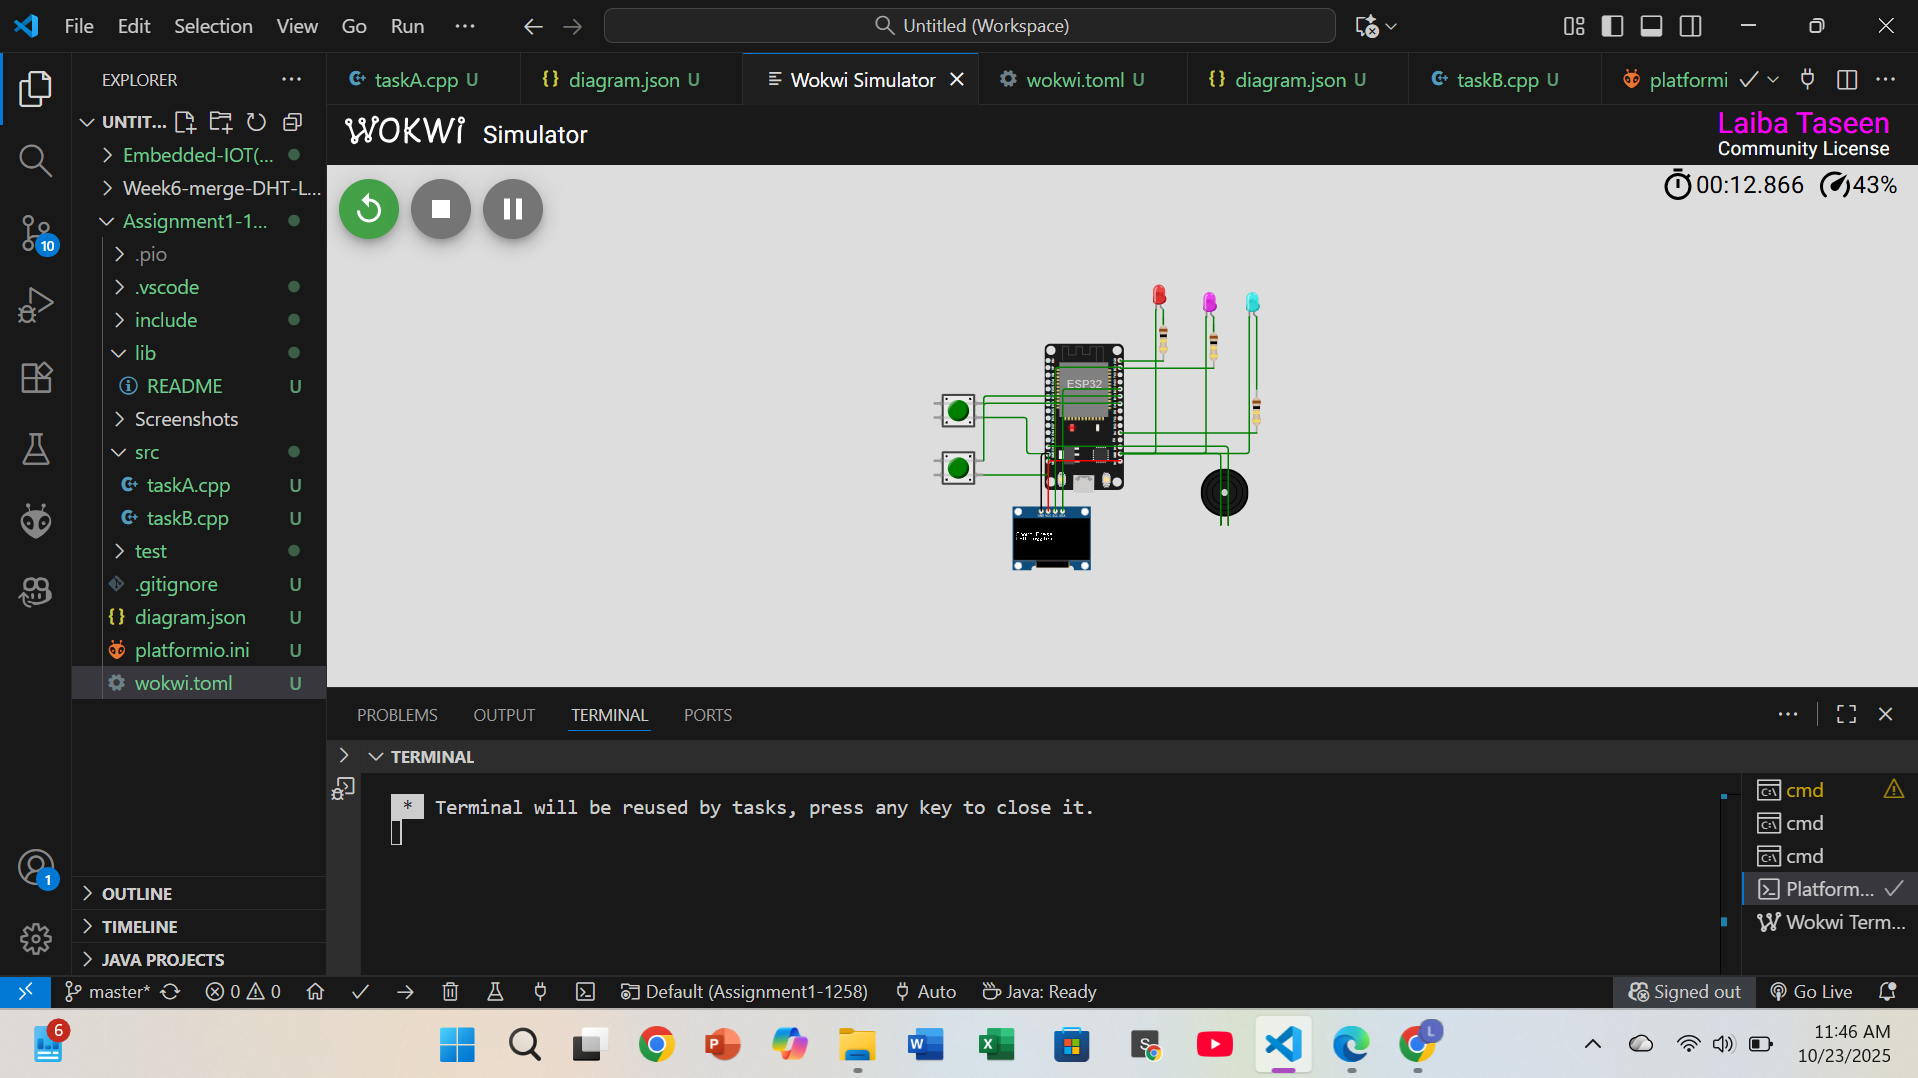 File Edit Selection View Go Run ··· Untitled (Workspace)
EXPLORER ···
taskA.cpp U {} diagram.json U Wokwi Simulator wokwi.toml U {} diagram.json U taskB.cpp U platformi
UNTIT...
Embedded-IOT(...
Week6-merge-DHT-L...
Assignment1-1...
.pio
.vscode
include
lib
README U
Screenshots
src
taskA.cpp U
taskB.cpp U
test
.gitignore U
{} diagram.json U
platformio.ini U
wokwi.toml U
10
1
OUTLINE
TIMELINE
JAVA PROJECTS
WOKWi Simulator
Laiba Taseen
Community License
00:12.866 43%
ESP32
PROBLEMS OUTPUT TERMINAL PORTS
TERMINAL
* Terminal will be reused by tasks, press any key to close it.
cmd
cmd
cmd
Platform...
Wokwi Term...
master* 0 0 Default (Assignment1-1258) Auto Java: Ready Signed out Go Live
6
11:46 AM
10/23/2025